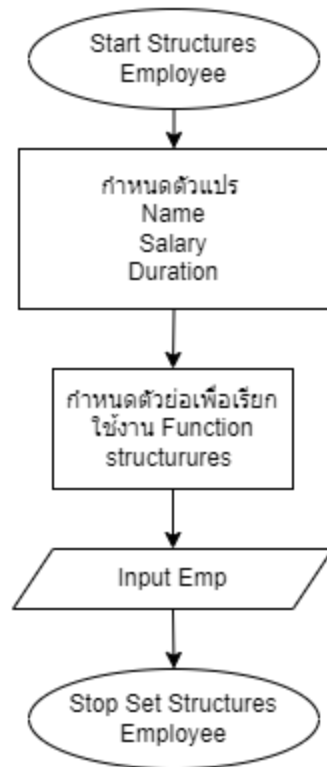 Start Structures
Employee
กำหนดตัวแปร
Name
Salary
Duration
กำหนดตัวย่อเพื่อเรียก
ใช้งาน Function
structurures
Input Emp
Stop Set Structures
Employee